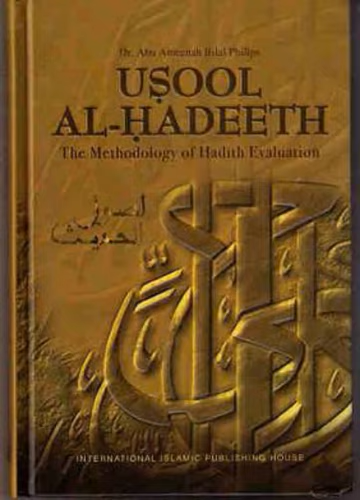 Dr. Abu Ameenah Bilal Philips
UṢOOL
AL-ḤADEETH
The Methodology of Hadith Evaluation
أصول
الحديث
INTERNATIONAL ISLAMIC PUBLISHING HOUSE